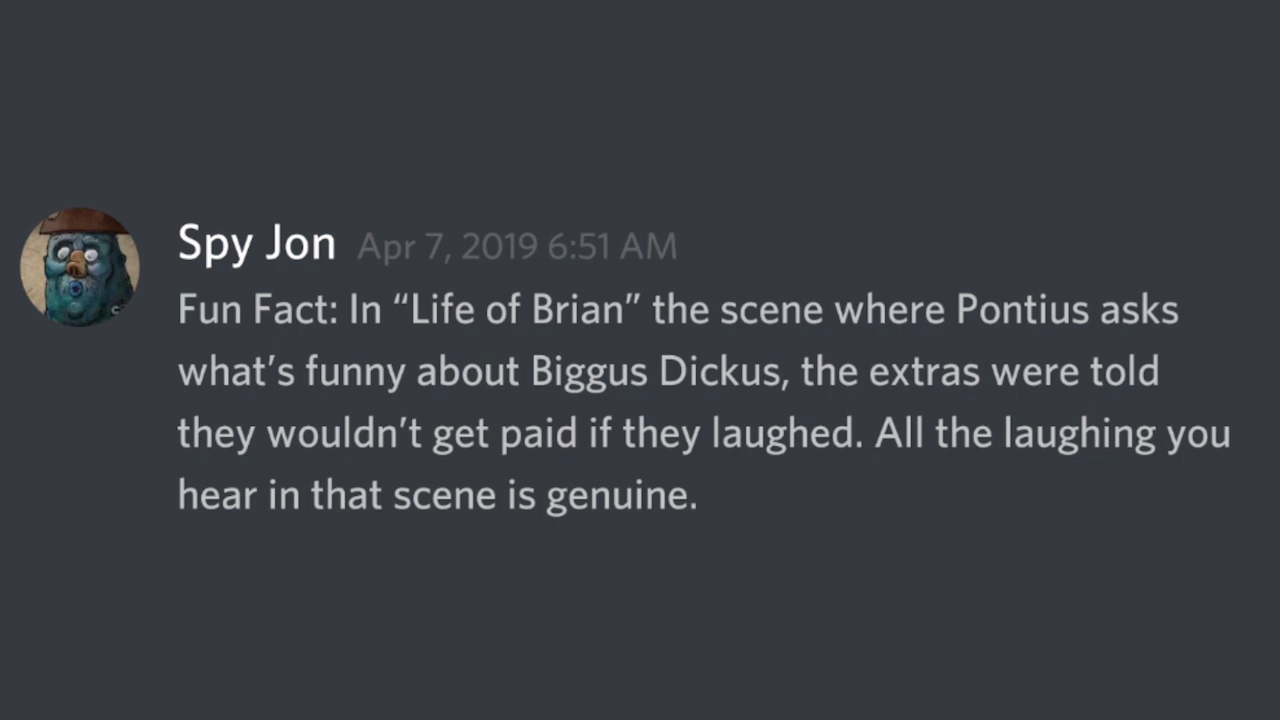 Spy Jon Apr 7, 2019 6:51 AM
Fun Fact: In “Life of Brian” the scene where Pontius asks
what’s funny about Biggus Dickus, the extras were told
they wouldn’t get paid if they laughed. All the laughing you
hear in that scene is genuine.